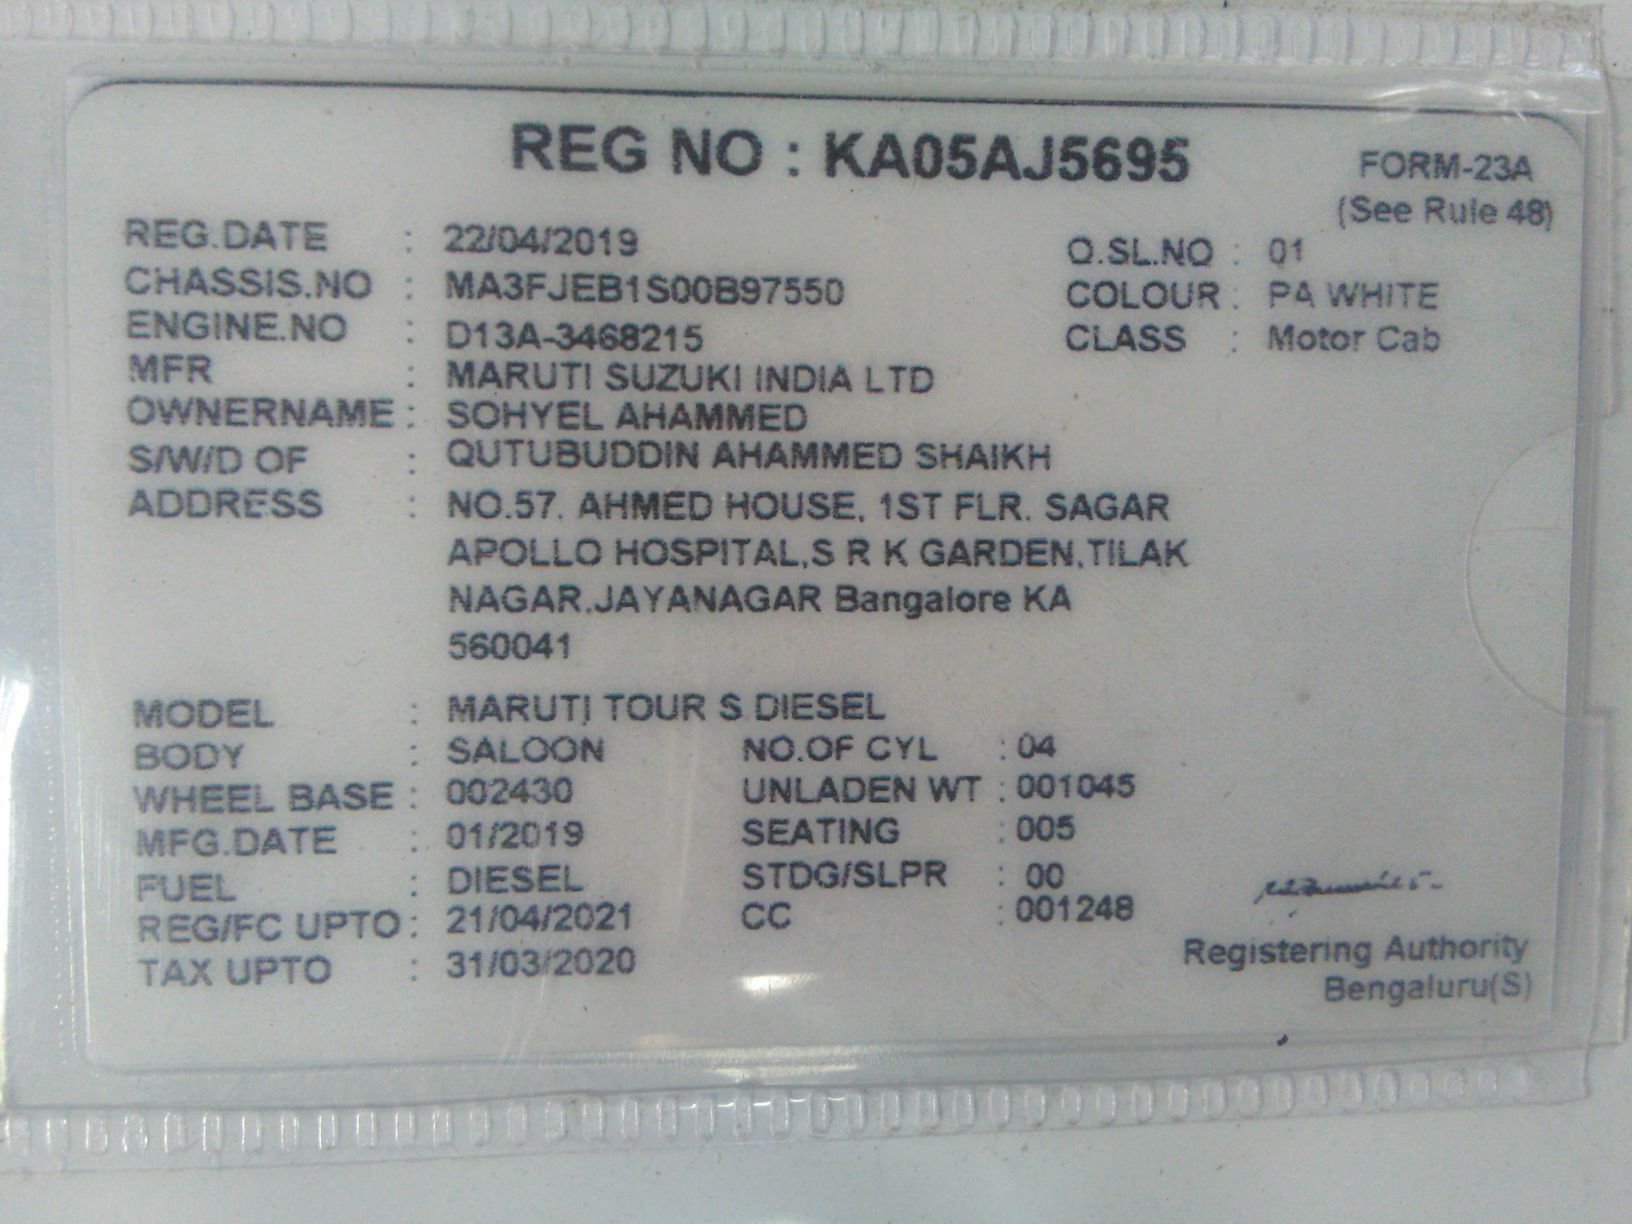 REG NO : KA05AJ5695
FORM-23A
(See Rule 48)
REG.DATE : 22/04/2019 O.SL.NO : 01
CHASSIS.NO : MA3FJEB1S00B97550 COLOUR : PA WHITE
ENGINE.NO : D13A-3468215 CLASS : Motor Cab
MFR : MARUTI SUZUKI INDIA LTD
OWNERNAME : SOHYEL AHAMMED
S/W/D OF : QUTUBUDDIN AHAMMED SHAIKH
ADDRESS : NO.57. AHMED HOUSE, 1ST FLR. SAGAR
APOLLO HOSPITAL,S R K GARDEN,TILAK
NAGAR.JAYANAGAR Bangalore KA
560041
MODEL : MARUTI TOUR S DIESEL
BODY : SALOON NO.OF CYL : 04
WHEEL BASE : 002430 UNLADEN WT : 001045
MFG.DATE : 01/2019 SEATING : 005
FUEL : DIESEL STDG/SLPR : 00
REG/FC UPTO : 21/04/2021 CC : 001248
TAX UPTO : 31/03/2020
Registering Authority
Bengaluru(S)